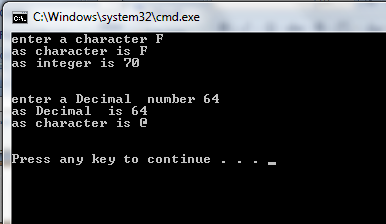 C:\Windows\system32\cmd.exe
enter a character F
as character is F
as integer is 70
enter a Decimal  number 64
as Decimal  is 64
as character is @
Press any key to continue . . . _